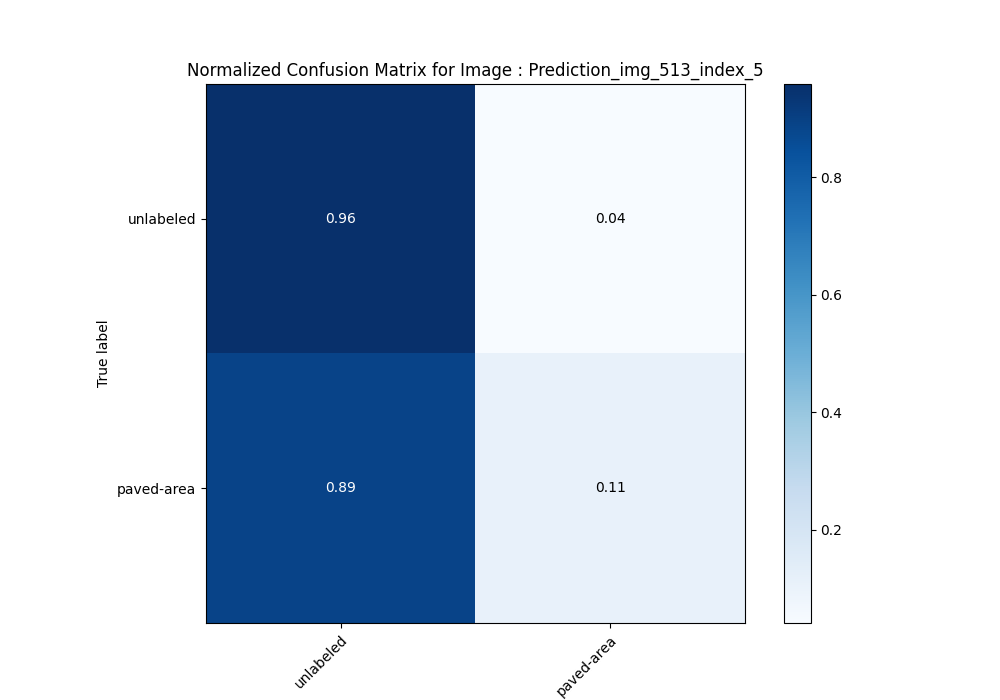 Normalized Confusion Matrix for Image : Prediction_img_513_index_5
True label
unlabeled
0.96
0.04
paved-area
0.89
0.11
unlabeled
paved-area
0.8
0.6
0.4
0.2